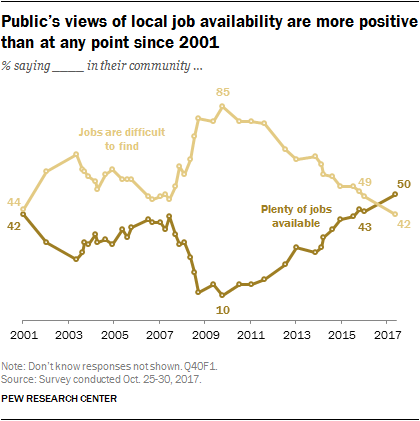 Public's views of local job availability are more positive
than at any point since 2001
% saying _____ in their community ...
85
Jobs are difficult
to find
49
50
44
42
Plenty of jobs
available
43
42
10
2001 2003 2005 2007 2009 2011 2013 2015 2017
Note: Don't know responses not shown. Q40F1.
Source: Survey conducted Oct. 25-30, 2017.
PEW RESEARCH CENTER